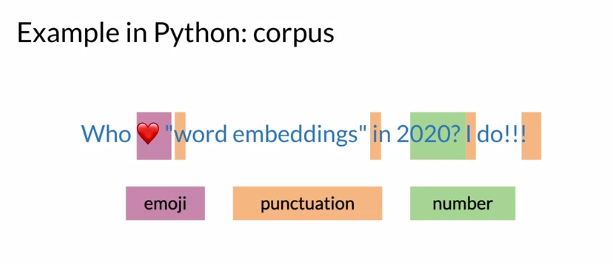 Example in Python: corpus
Who ❤️ "word embeddings" in 2020? I do!!!
emoji punctuation number